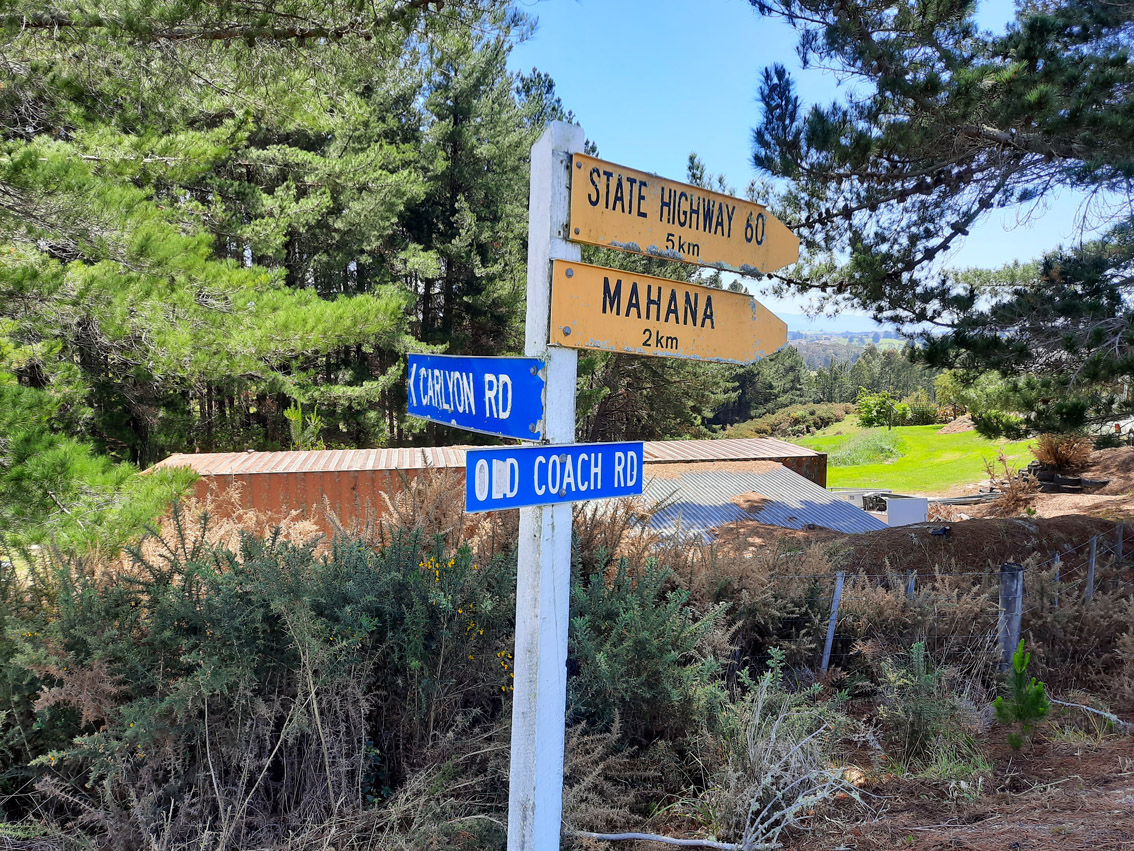 STATE HIGHWAY 60
5km
MAHANA
2km
CARLYON RD
OLD COACH RD